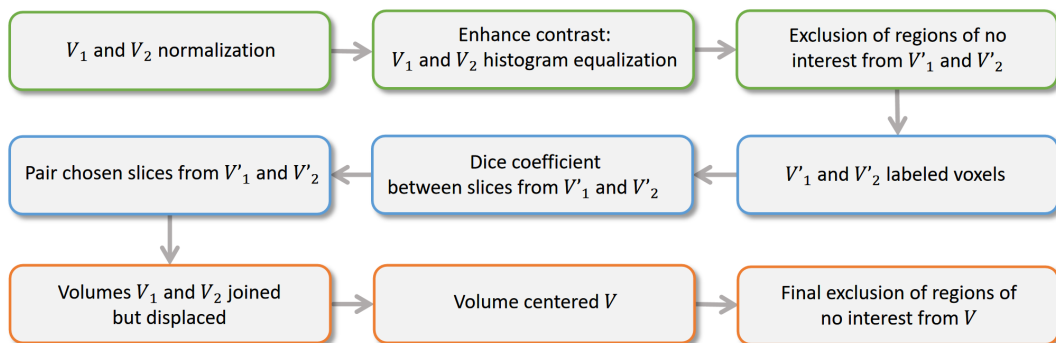 V₁ and V₂ normalization
Enhance contrast:
V₁ and V₂ histogram equalization
Exclusion of regions of no
interest from V'₁ and V'₂
V'₁ and V'₂ labeled voxels
Dice coefficient
between slices from V'₁ and V'₂
Pair chosen slices from V'₁ and V'₂
Volumes V₁ and V₂ joined
but displaced
Volume centered V
Final exclusion of regions of
no interest from V